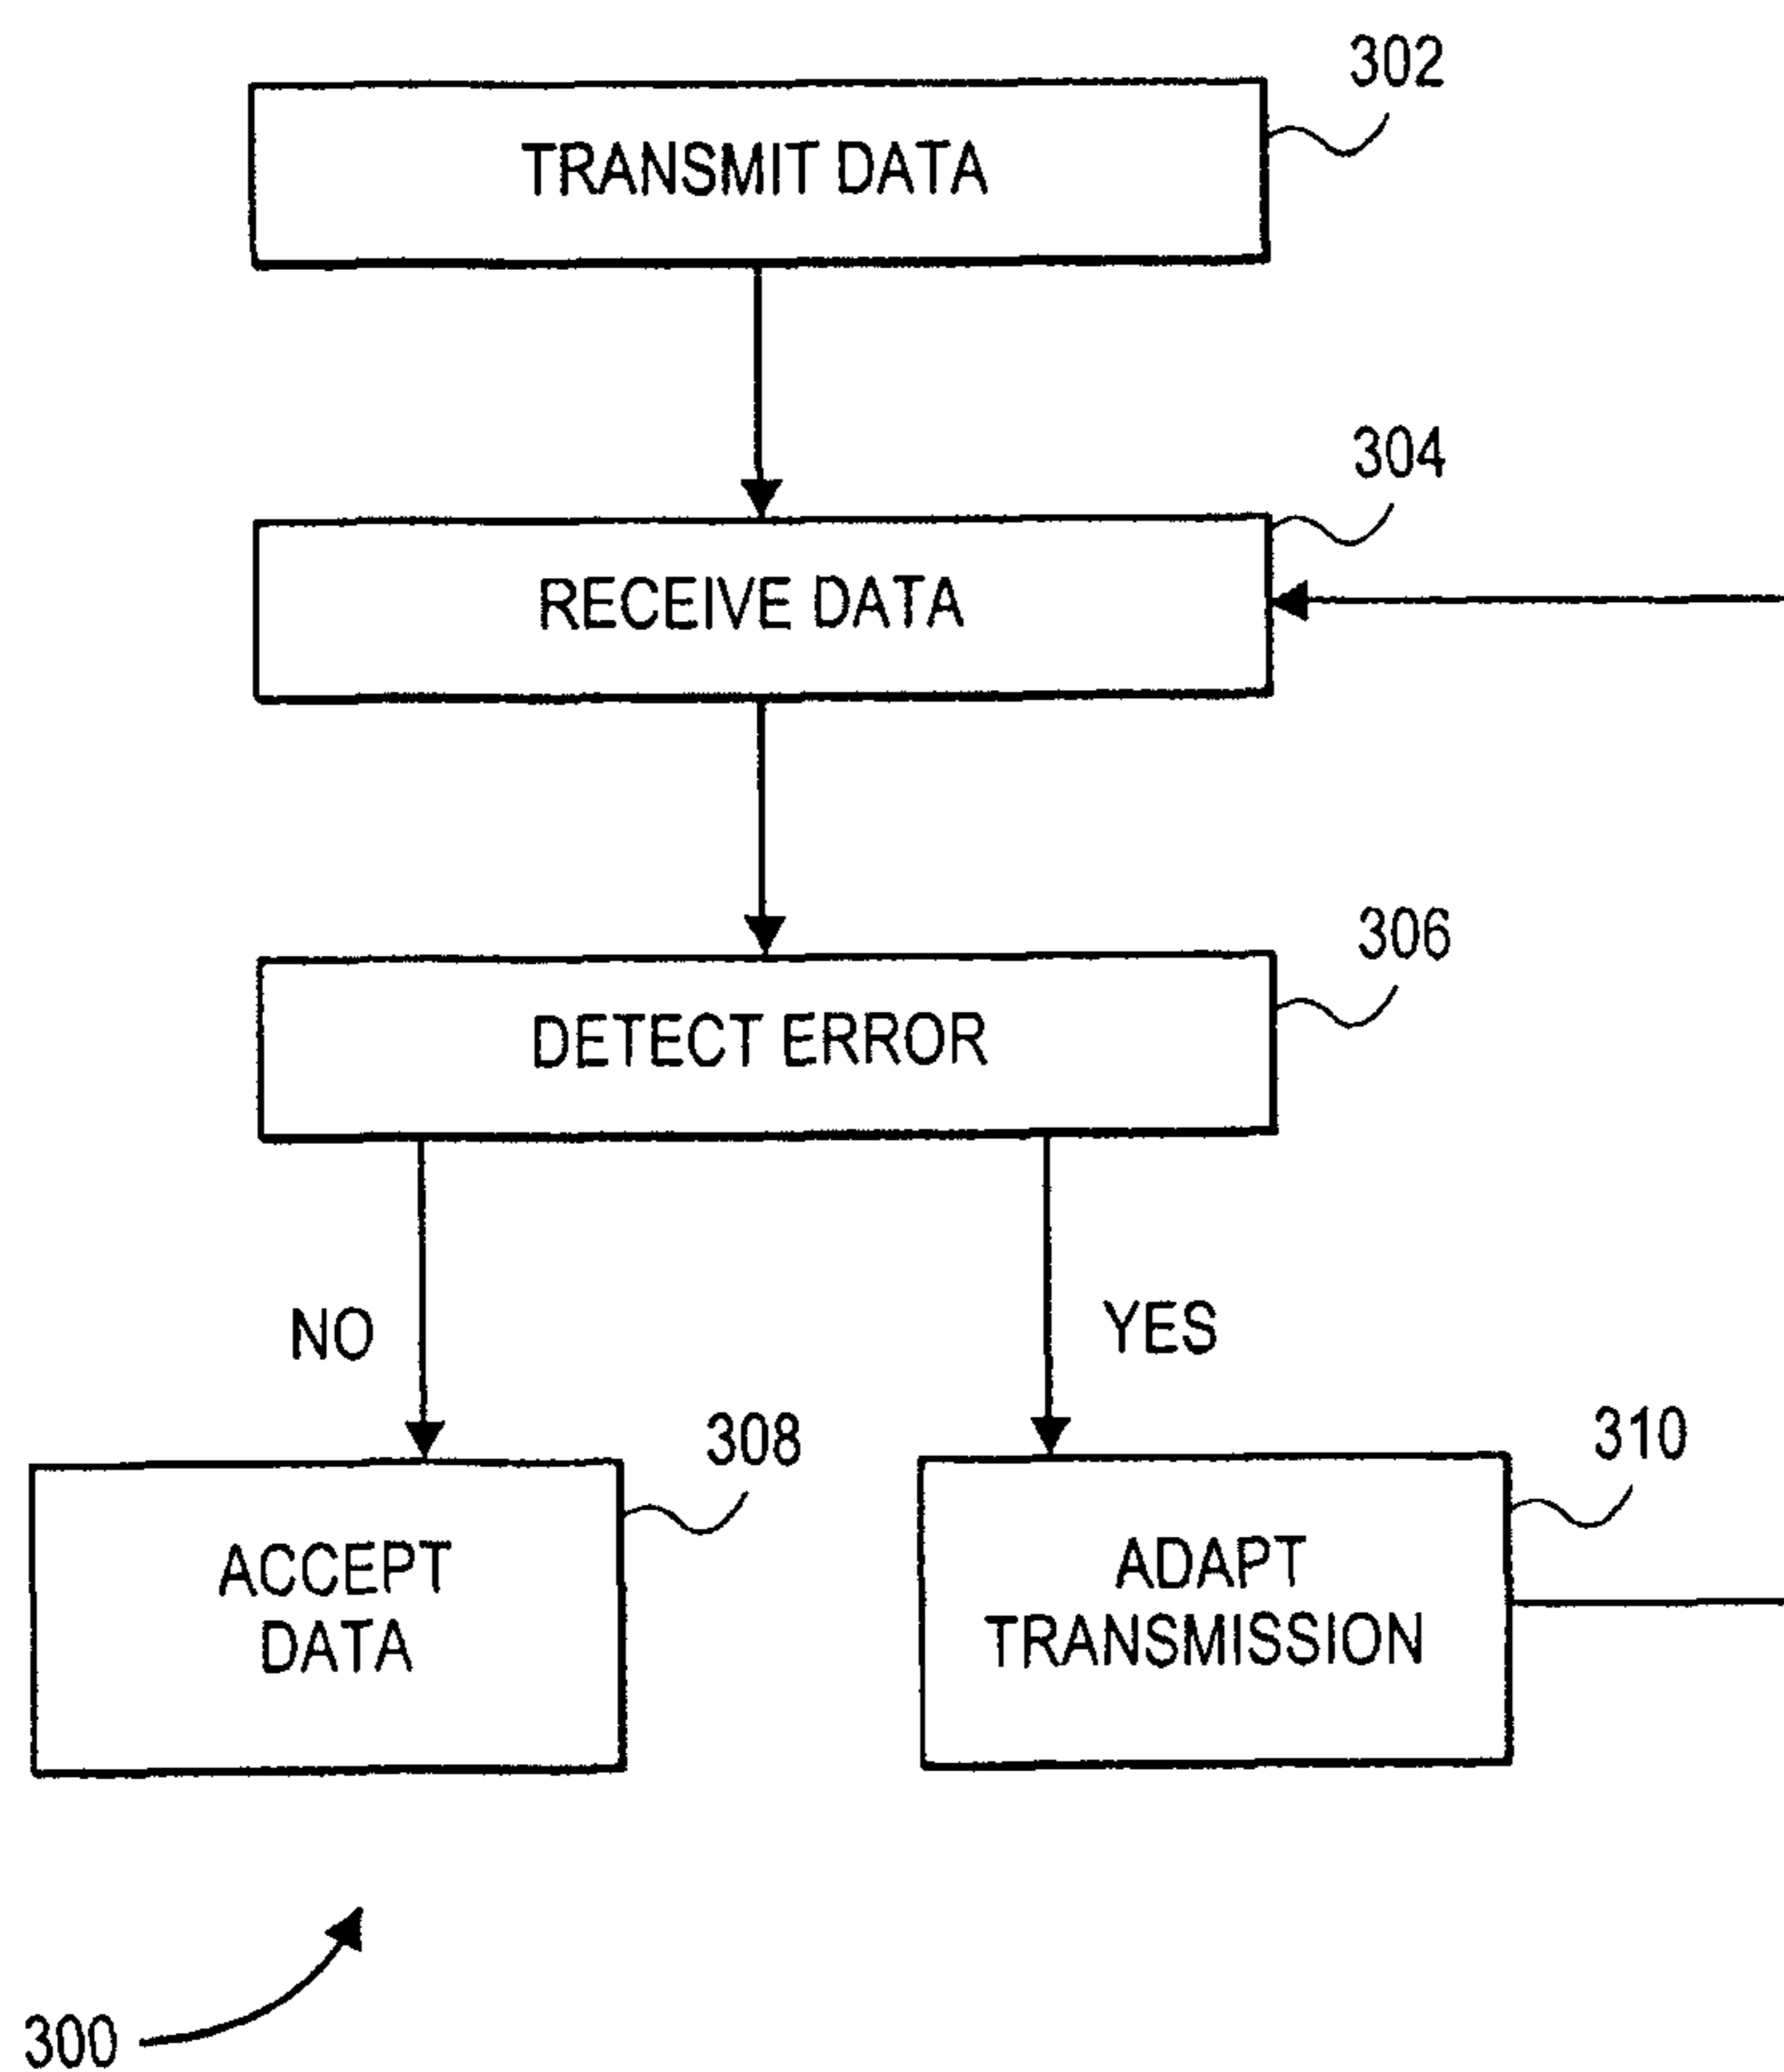 302
TRANSMIT DATA
304
RECEIVE DATA
306
DETECT ERROR
NO
YES
308
310
ACCEPT
DATA
ADAPT
TRANSMISSION
300